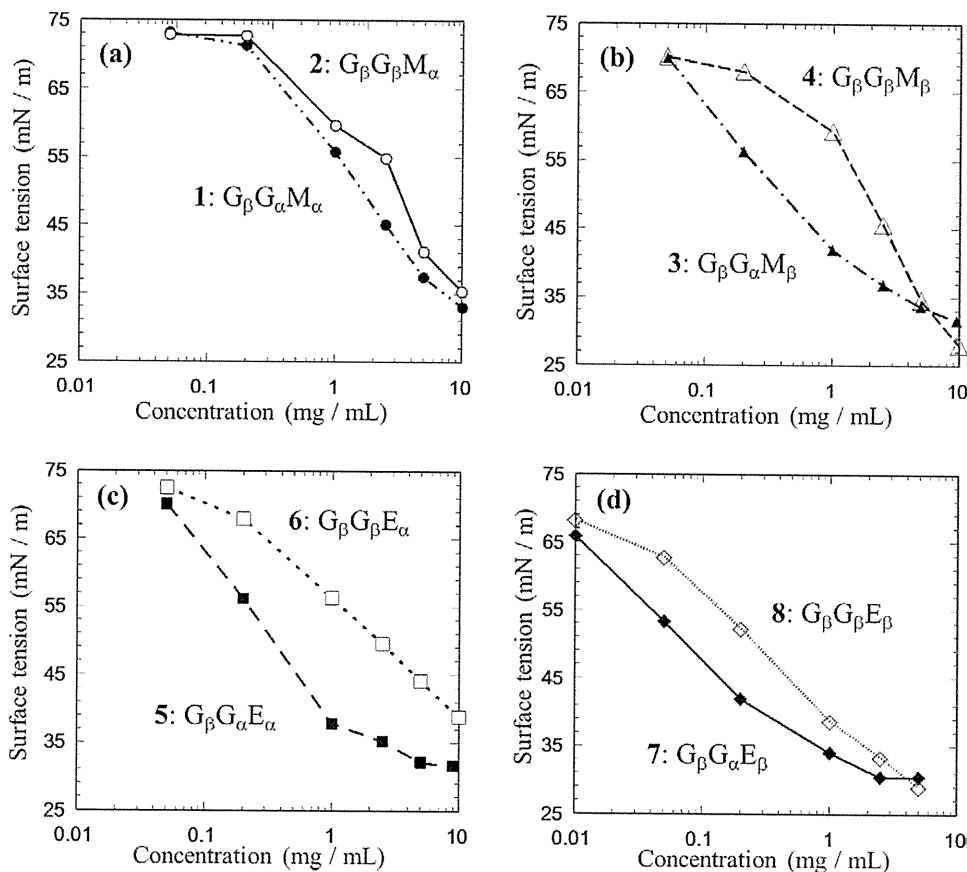 (a)
75
65
55
45
35
25
2: GβGβMα
1: GβGαMα
Surface tension (mN / m)
0.01
0.1
1
10
Concentration (mg / mL)
(b)
75
65
55
45
35
25
4: GβGβMβ
3: GβGαMβ
Surface tension (mN / m)
0.01
0.1
1
10
Concentration (mg / mL)
(c)
75
65
55
45
35
25
6: GβGβEα
5: GβGαEα
Surface tension (mN / m)
0.01
0.1
1
10
Concentration (mg / mL)
(d)
75
65
55
45
35
25
8: GβGβEβ
7: GβGαEβ
Surface tension (mN / m)
0.01
0.1
1
10
Concentration (mg / mL)